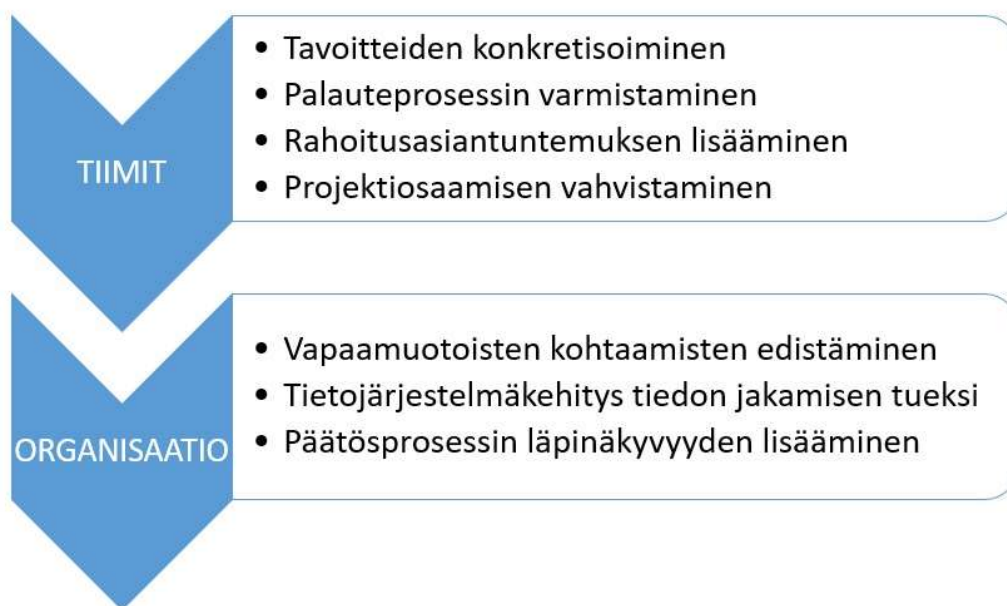 TIIMIT
• Tavoitteiden konkretisoiminen
• Palauteprosessin varmistaminen
• Rahoitusasiantuntemuksen lisääminen
• Projektiosaamisen vahvistaminen
ORGANISAATIO
• Vapaamuotoisten kohtaamisten edistäminen
• Tietojärjestelmäkehitys tiedon jakamisen tueksi
• Päätösprosessin läpinäkyvyyden lisääminen